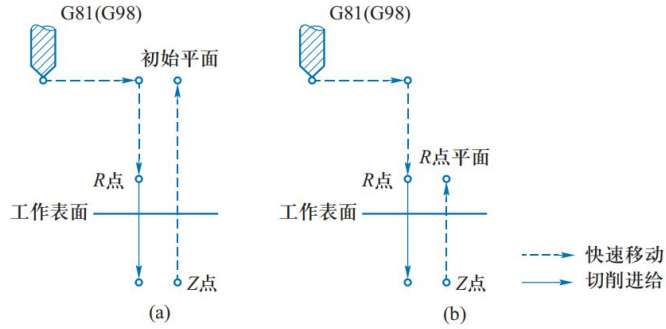 G81(G98)
初始平面
R点
工作表面
Z点
(a)
G81(G98)
R点平面
R点
工作表面
Z点
(b)
快速移动
切削进给